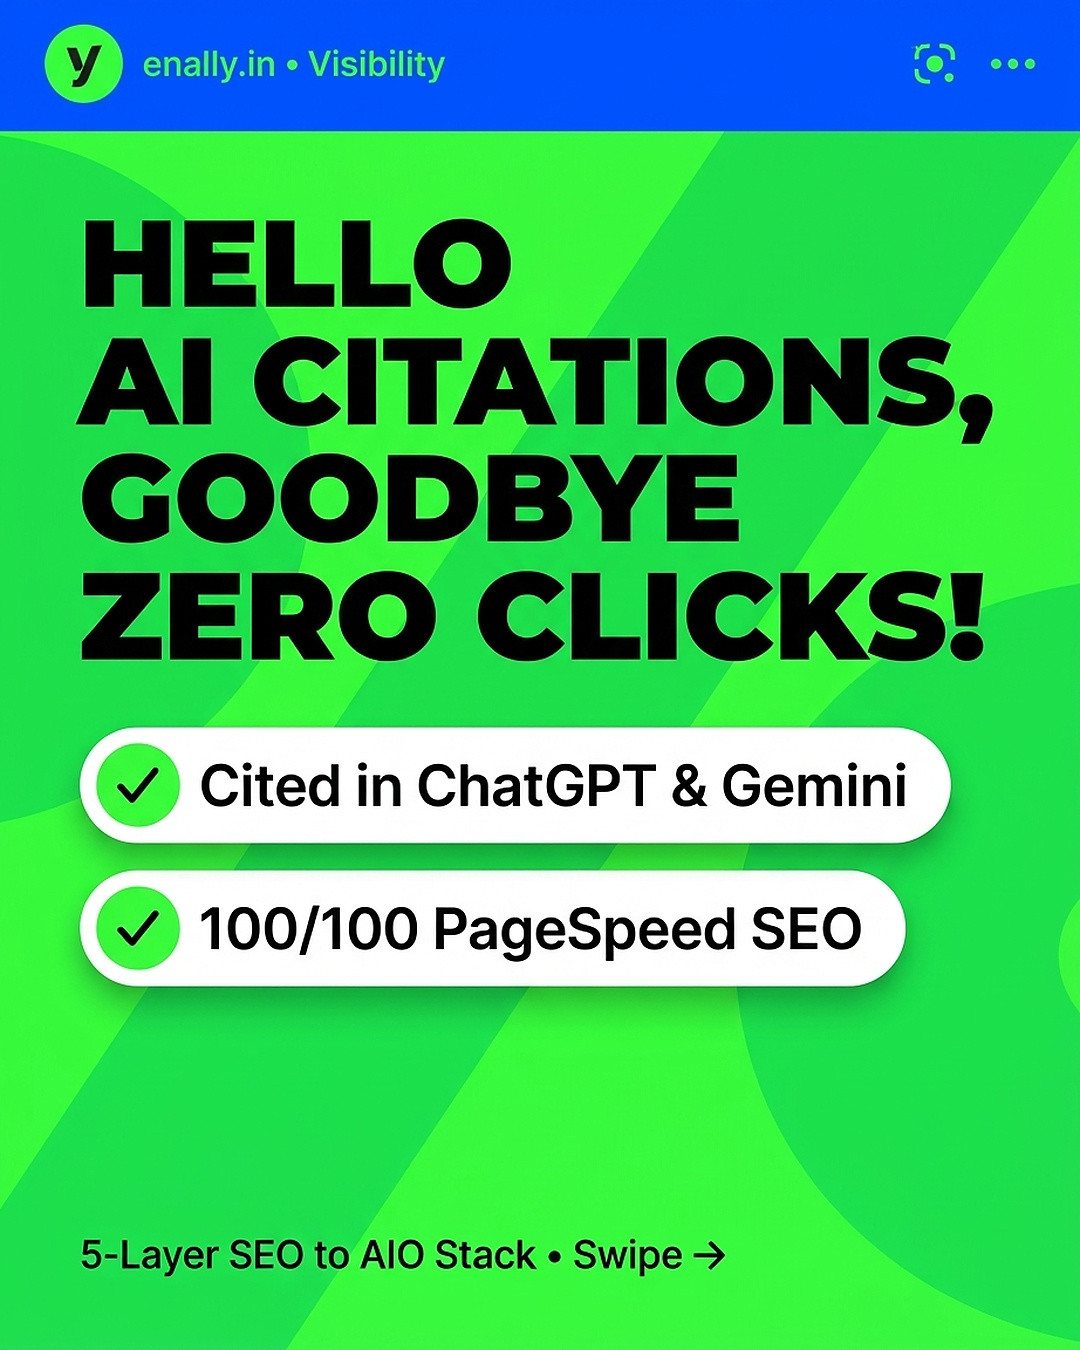 y
enally.in • Visibility
HELLO
AI CITATIONS,
GOODBYE
ZERO CLICKS!
Cited in ChatGPT & Gemini
100/100 PageSpeed SEO
5-Layer SEO to AIO Stack • Swipe →